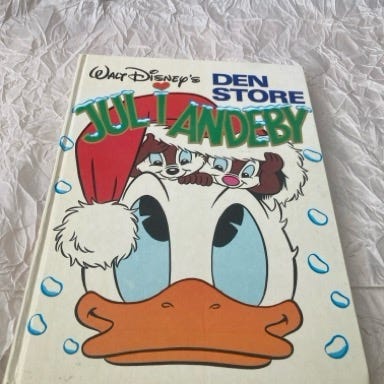 WALT DISNEY'S DEN
STORE
JUL I ANDEBY